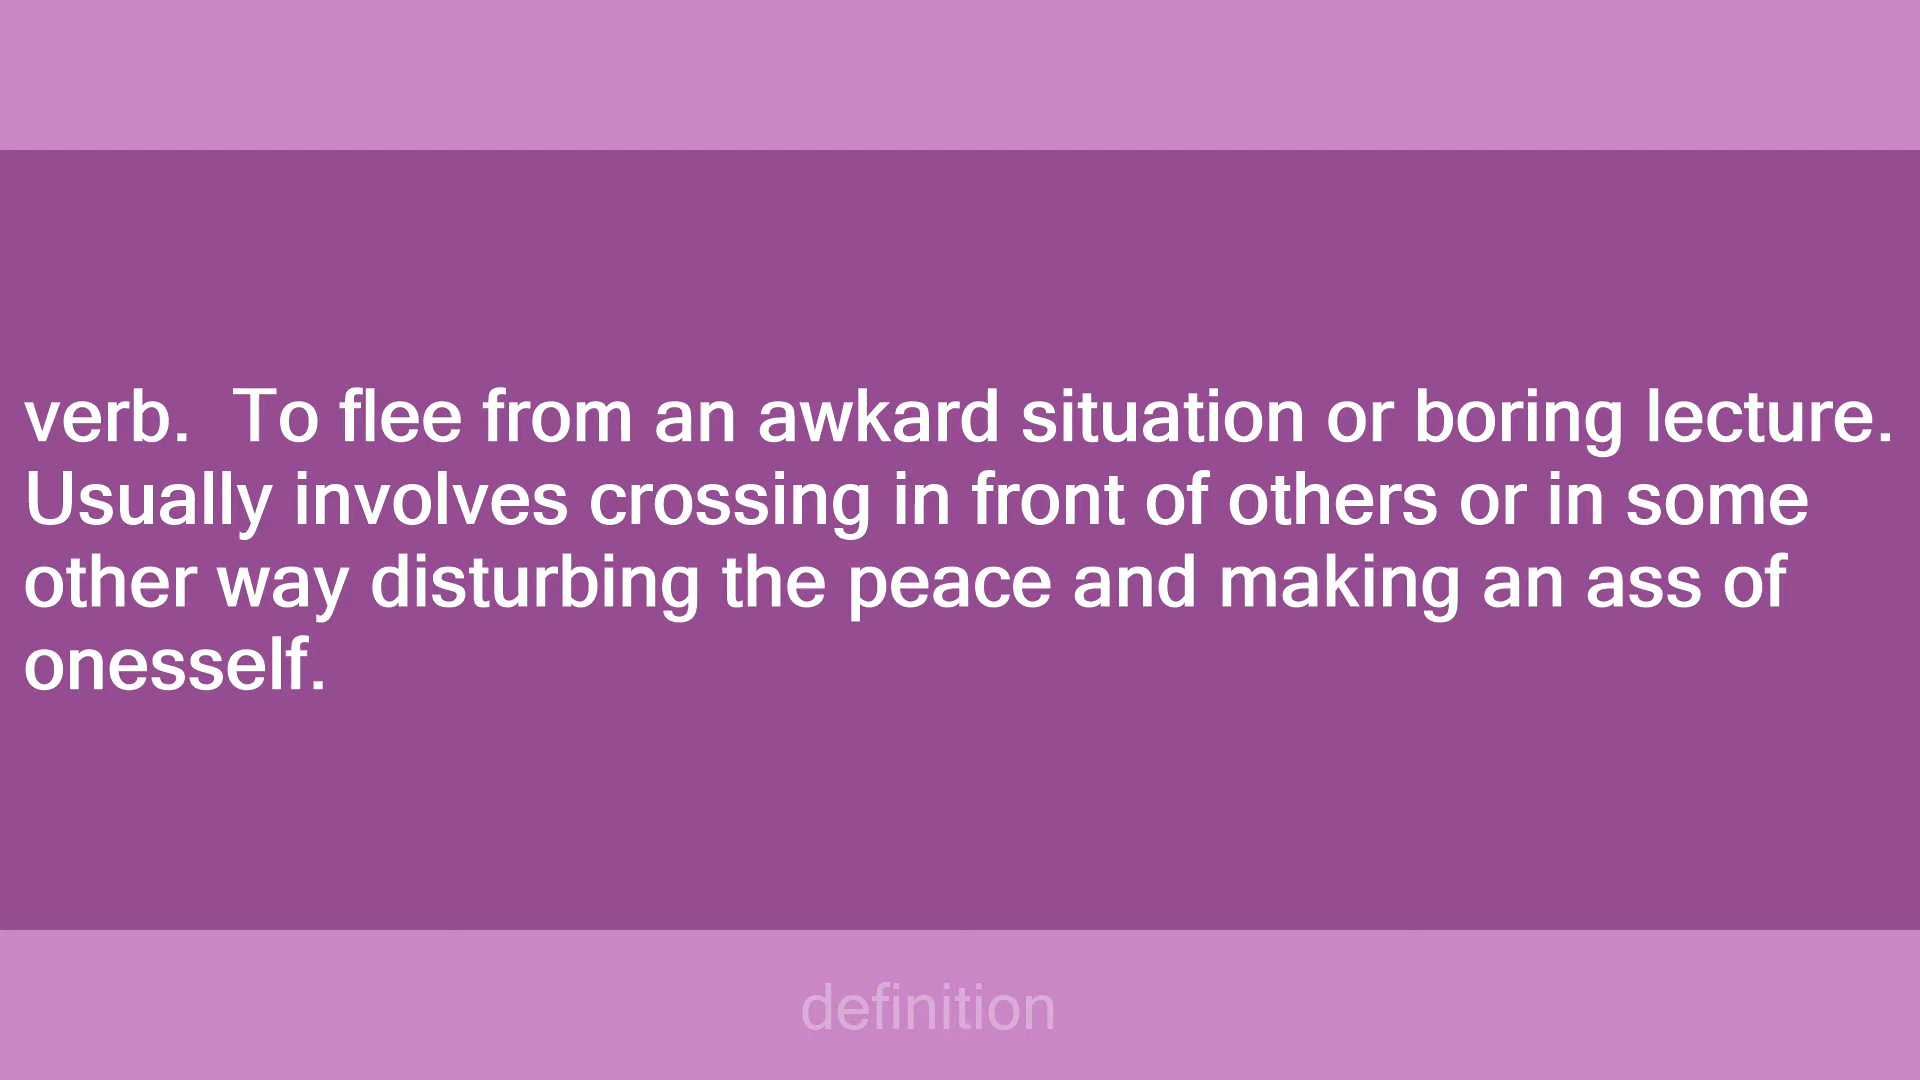 verb.  To flee from an awkard situation or boring lecture.
Usually involves crossing in front of others or in some
other way disturbing the peace and making an ass of
onesself.
definition